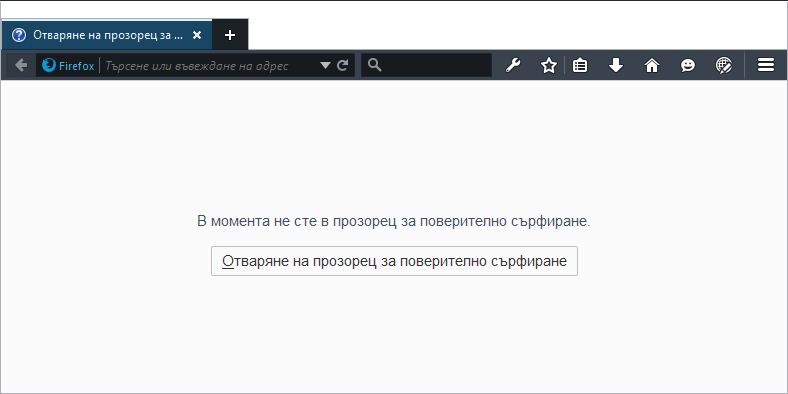 Отваряне на прозорец за ...
Firefox
Търсене или въвеждане на адрес
В момента не сте в прозорец за поверително сърфиране.
Отваряне на прозорец за поверително сърфиране